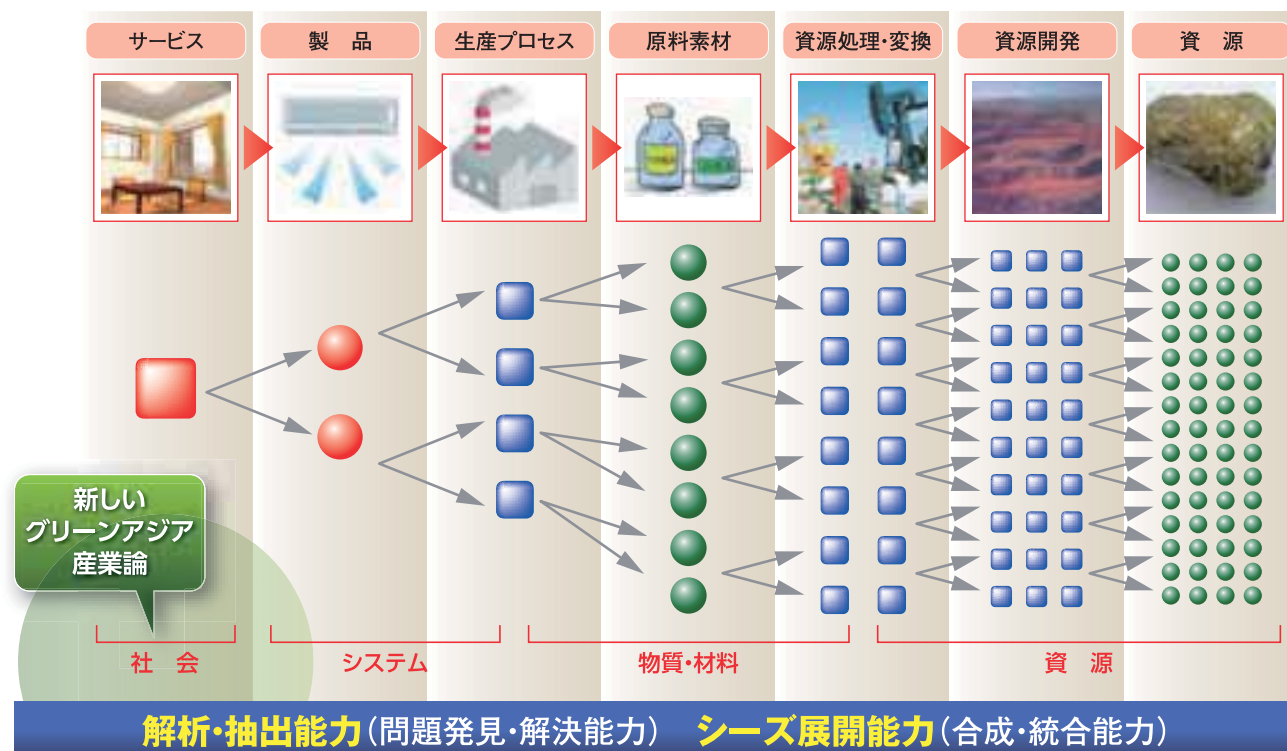 サービス
製　品
生産プロセス
原料素材
資源処理・変換
資源開発
資　源
新しい
グリーンアジア
産業論
社　会
システム
物質・材料
資　源
解析・抽出能力(問題発見・解決能力)　シーズ展開能力(合成・統合能力)